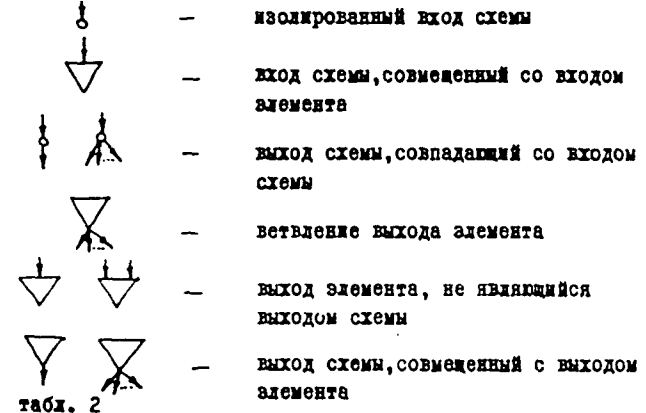 — изолированный вход схемы
— вход схемы,совмещенный со входом
элемента
— выход схемы,совпадающий со входом
схемы
— ветвление выхода элемента
— выход элемента, не являющийся
выходом схемы
— выход схемы,совмещенный с выходом
элемента
табл. 2